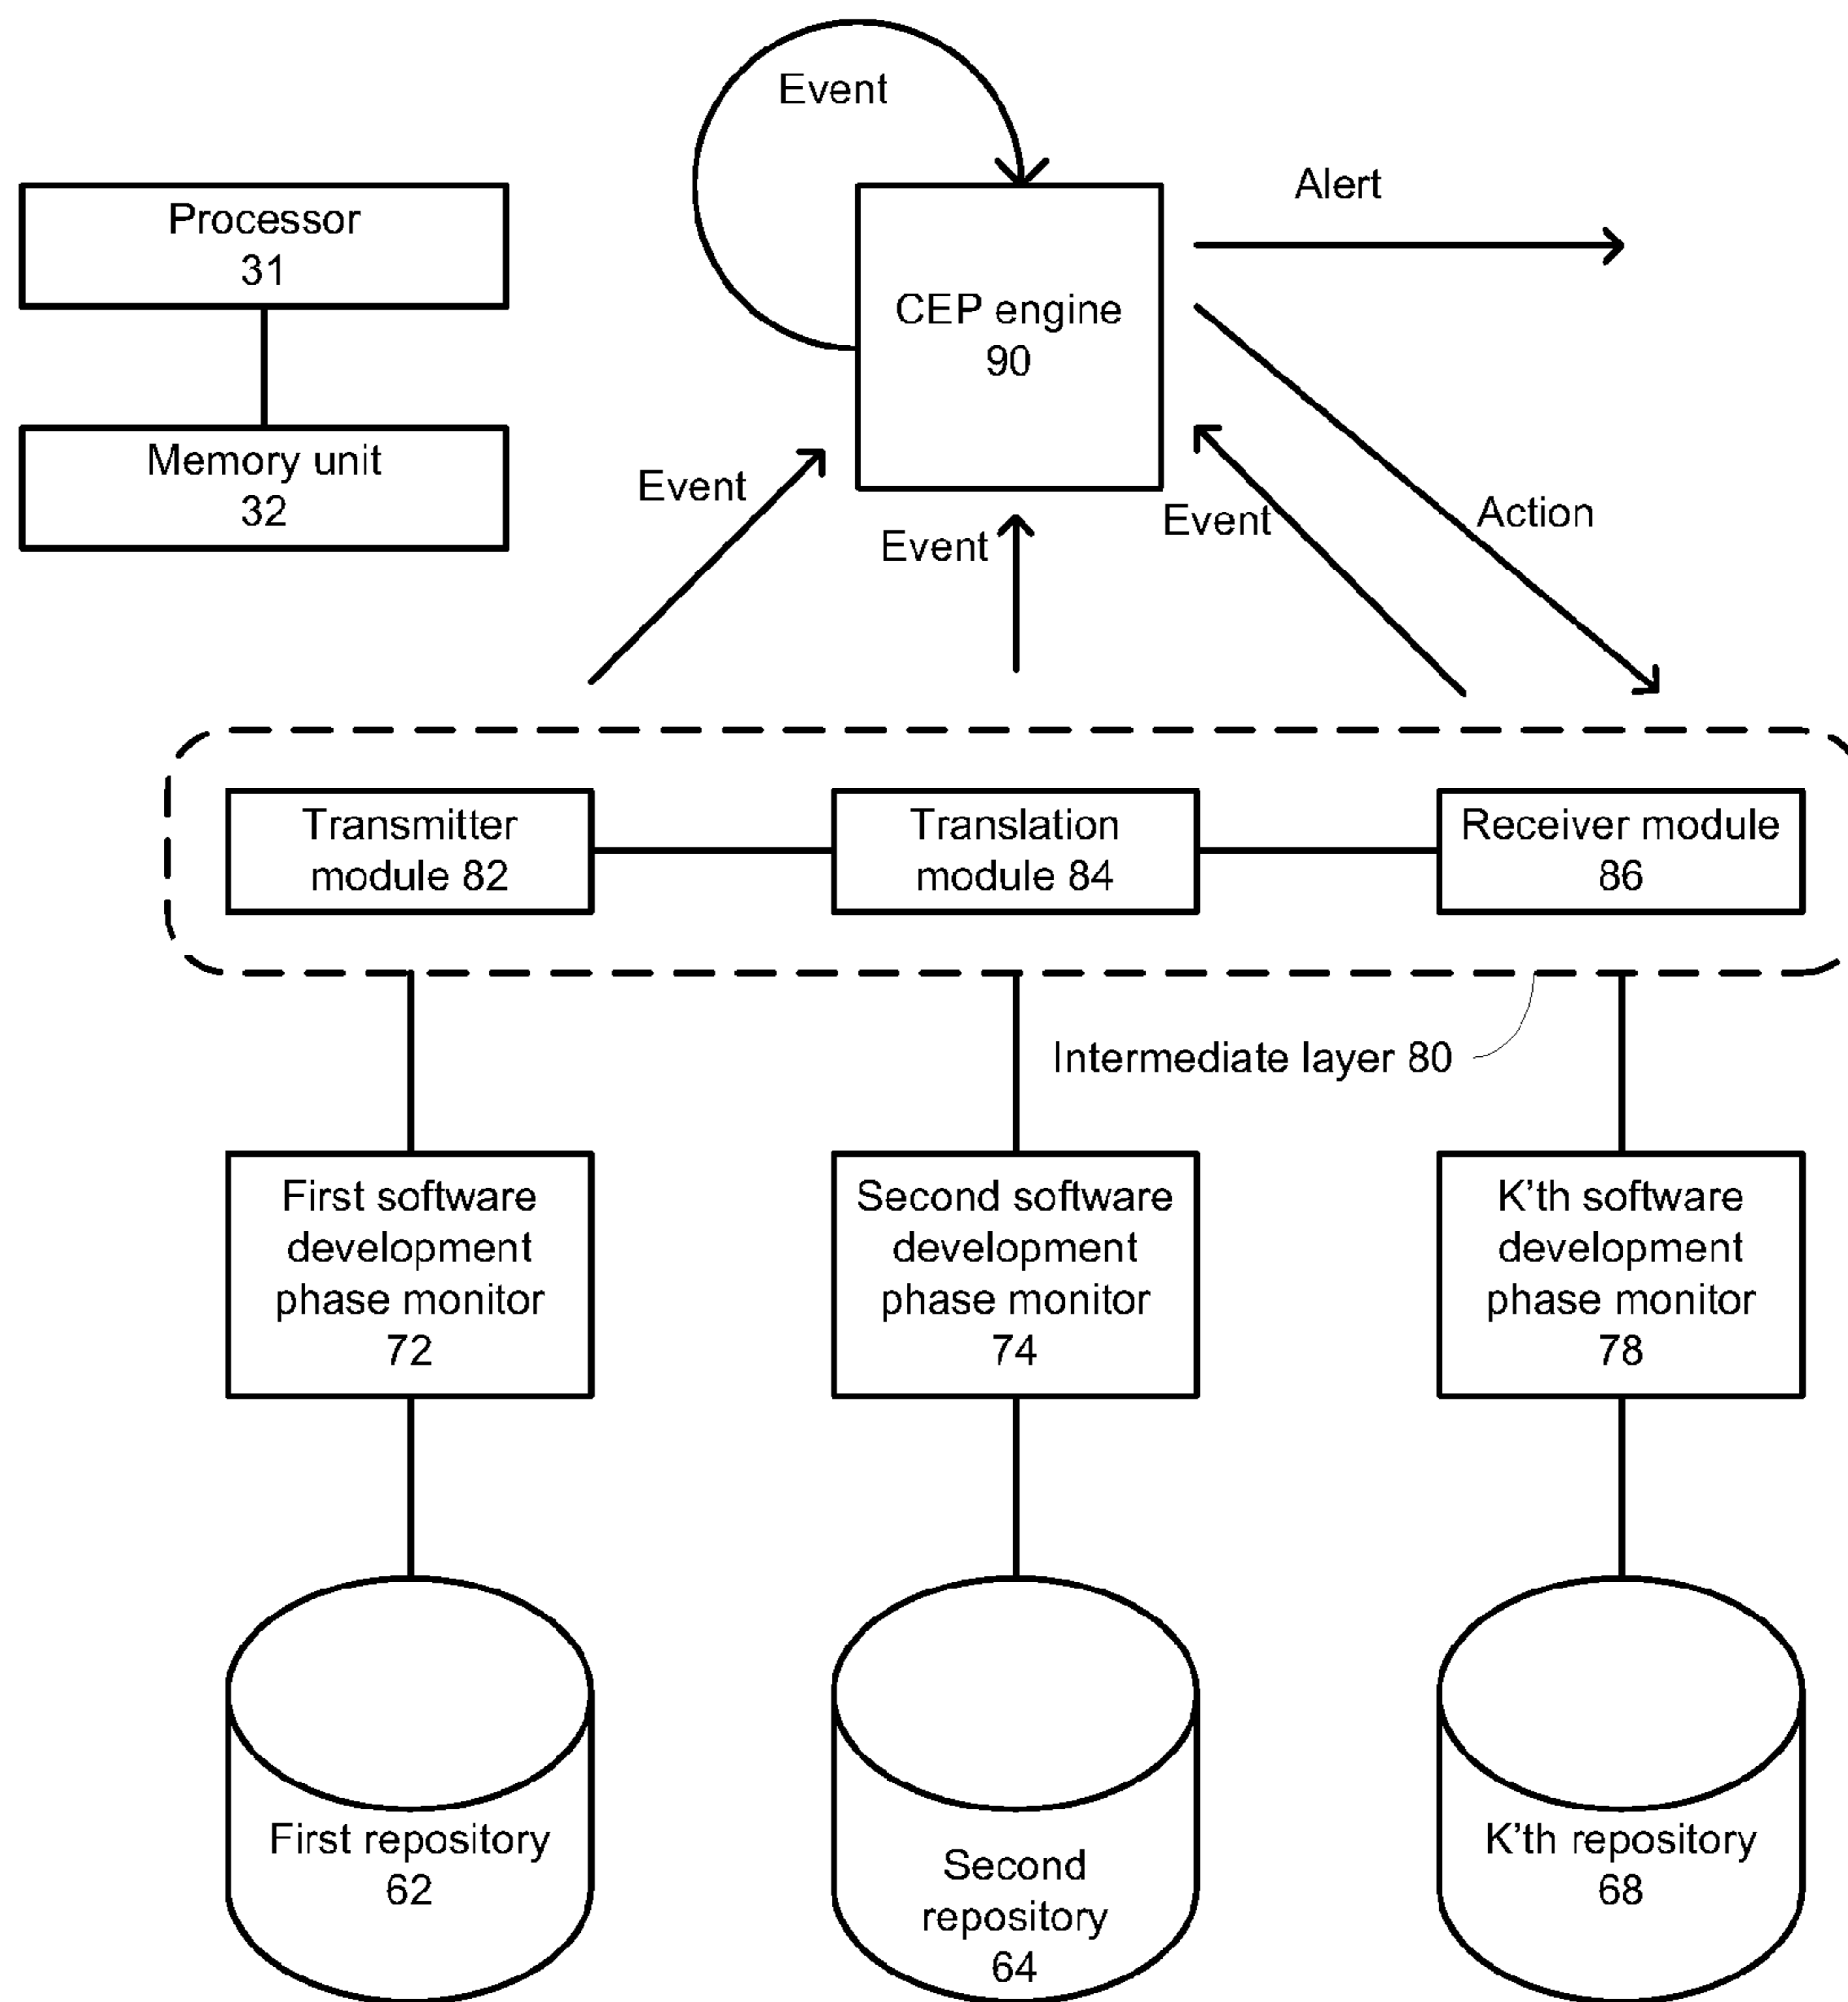 Event
Alert
Processor
31
CEP engine
90
Memory unit
32
Event
Event
Event
Action
Transmitter
module 82
Translation
module 84
Receiver module
86
Intermediate layer 80
First software
development
phase monitor
72
Second software
development
phase monitor
74
K'th software
development
phase monitor
78
First repository
62
Second
repository
64
K'th repository
68